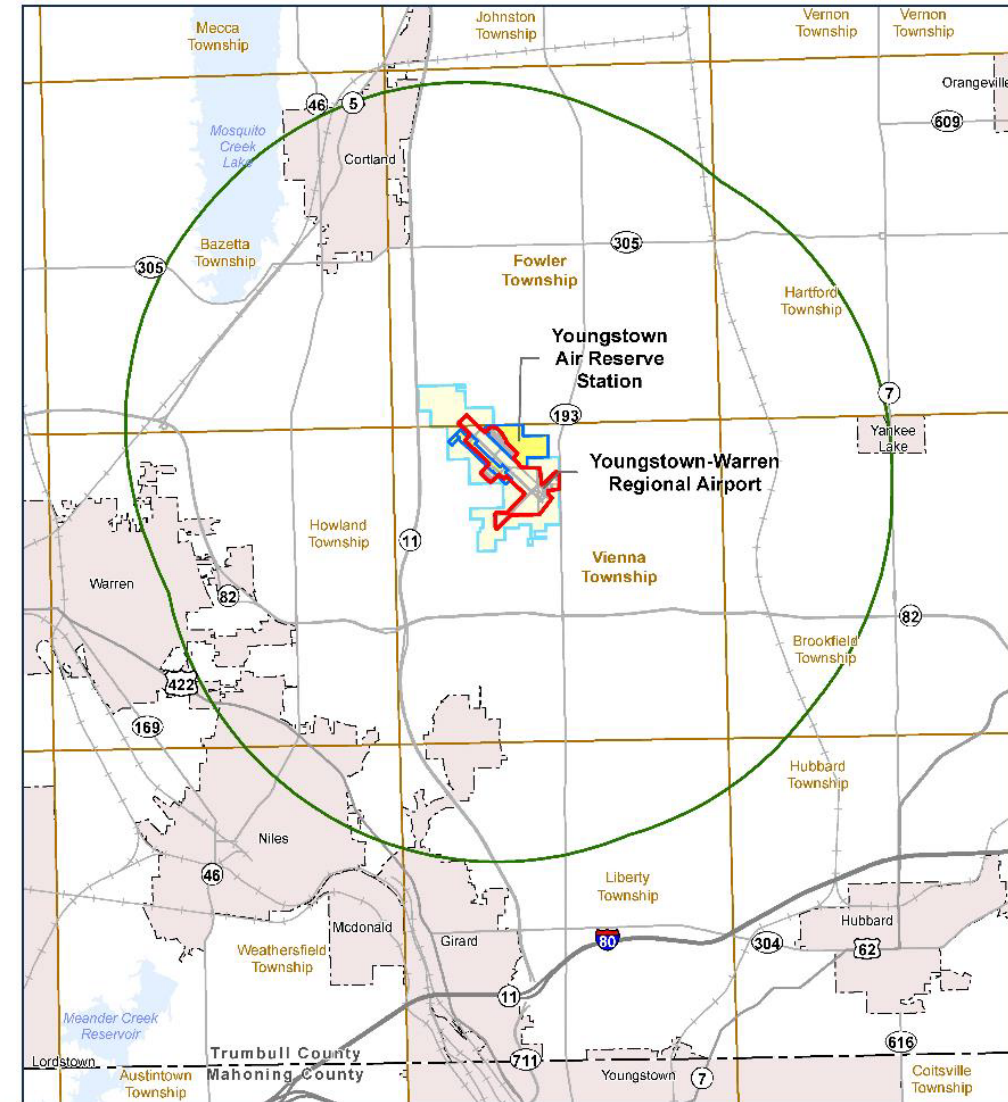 Mecca
Township
Johnston
Township
Vernon
Township
Vernon
Township
Orangeville
46
5
609
Mosquito
Creek
Lake
Cortland
Bazetta
Township
305
305
Fowler
Township
Hartford
Township
Youngstown
Air Reserve
Station
193
7
Yankee
Lake
Youngstown-Warren
Regional Airport
Howland
Township
11
Vienna
Township
Warren
82
82
Brookfield
Township
422
169
Hubbard
Township
Niles
46
Liberty
Township
Mcdonald
Girard
Hubbard
80
304
62
Weathersfield
Township
11
Meander Creek
Reservoir
616
Lordstown
Trumbull County
Mahoning County
711
Austintown
Township
Youngstown
7
Coitsville
Township